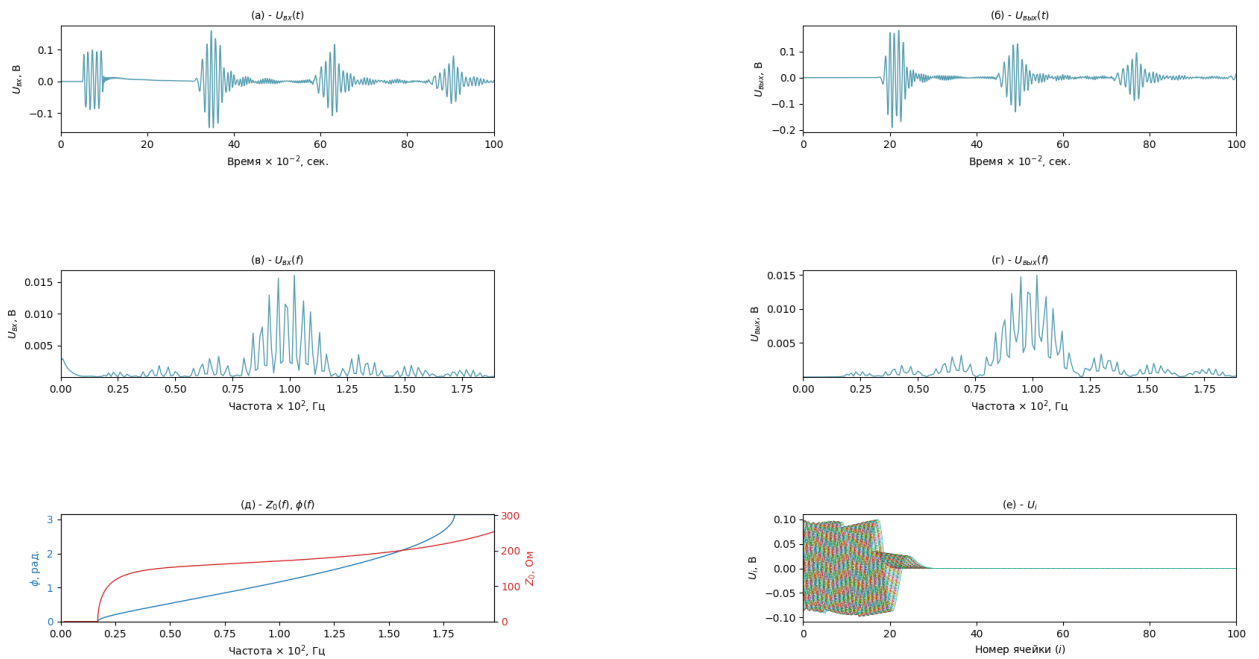 (а) - Uвх(t)
Uвх, В
0.1
0.0
−0.1
0 20 40 60 80 100
Время × 10⁻², сек.
(б) - Uвых(t)
Uвых, В
0.1
0.0
−0.1
−0.2
0 20 40 60 80 100
Время × 10⁻², сек.
(в) - Uвх(f)
Uвх, В
0.015
0.010
0.005
0.00 0.25 0.50 0.75 1.00 1.25 1.50 1.75
Частота × 10², Гц
(г) - Uвых(f)
Uвых, В
0.015
0.010
0.005
0.00 0.25 0.50 0.75 1.00 1.25 1.50 1.75
Частота × 10², Гц
(д) - Z₀(f), ϕ(f)
ϕ, рад.
3
2
1
0
300
200
100
0
Z₀, Ом
0.00 0.25 0.50 0.75 1.00 1.25 1.50 1.75
Частота × 10², Гц
(е) - Uᵢ
Uᵢ, В
0.10
0.05
0.00
−0.05
−0.10
0 20 40 60 80 100
Номер ячейки (i)